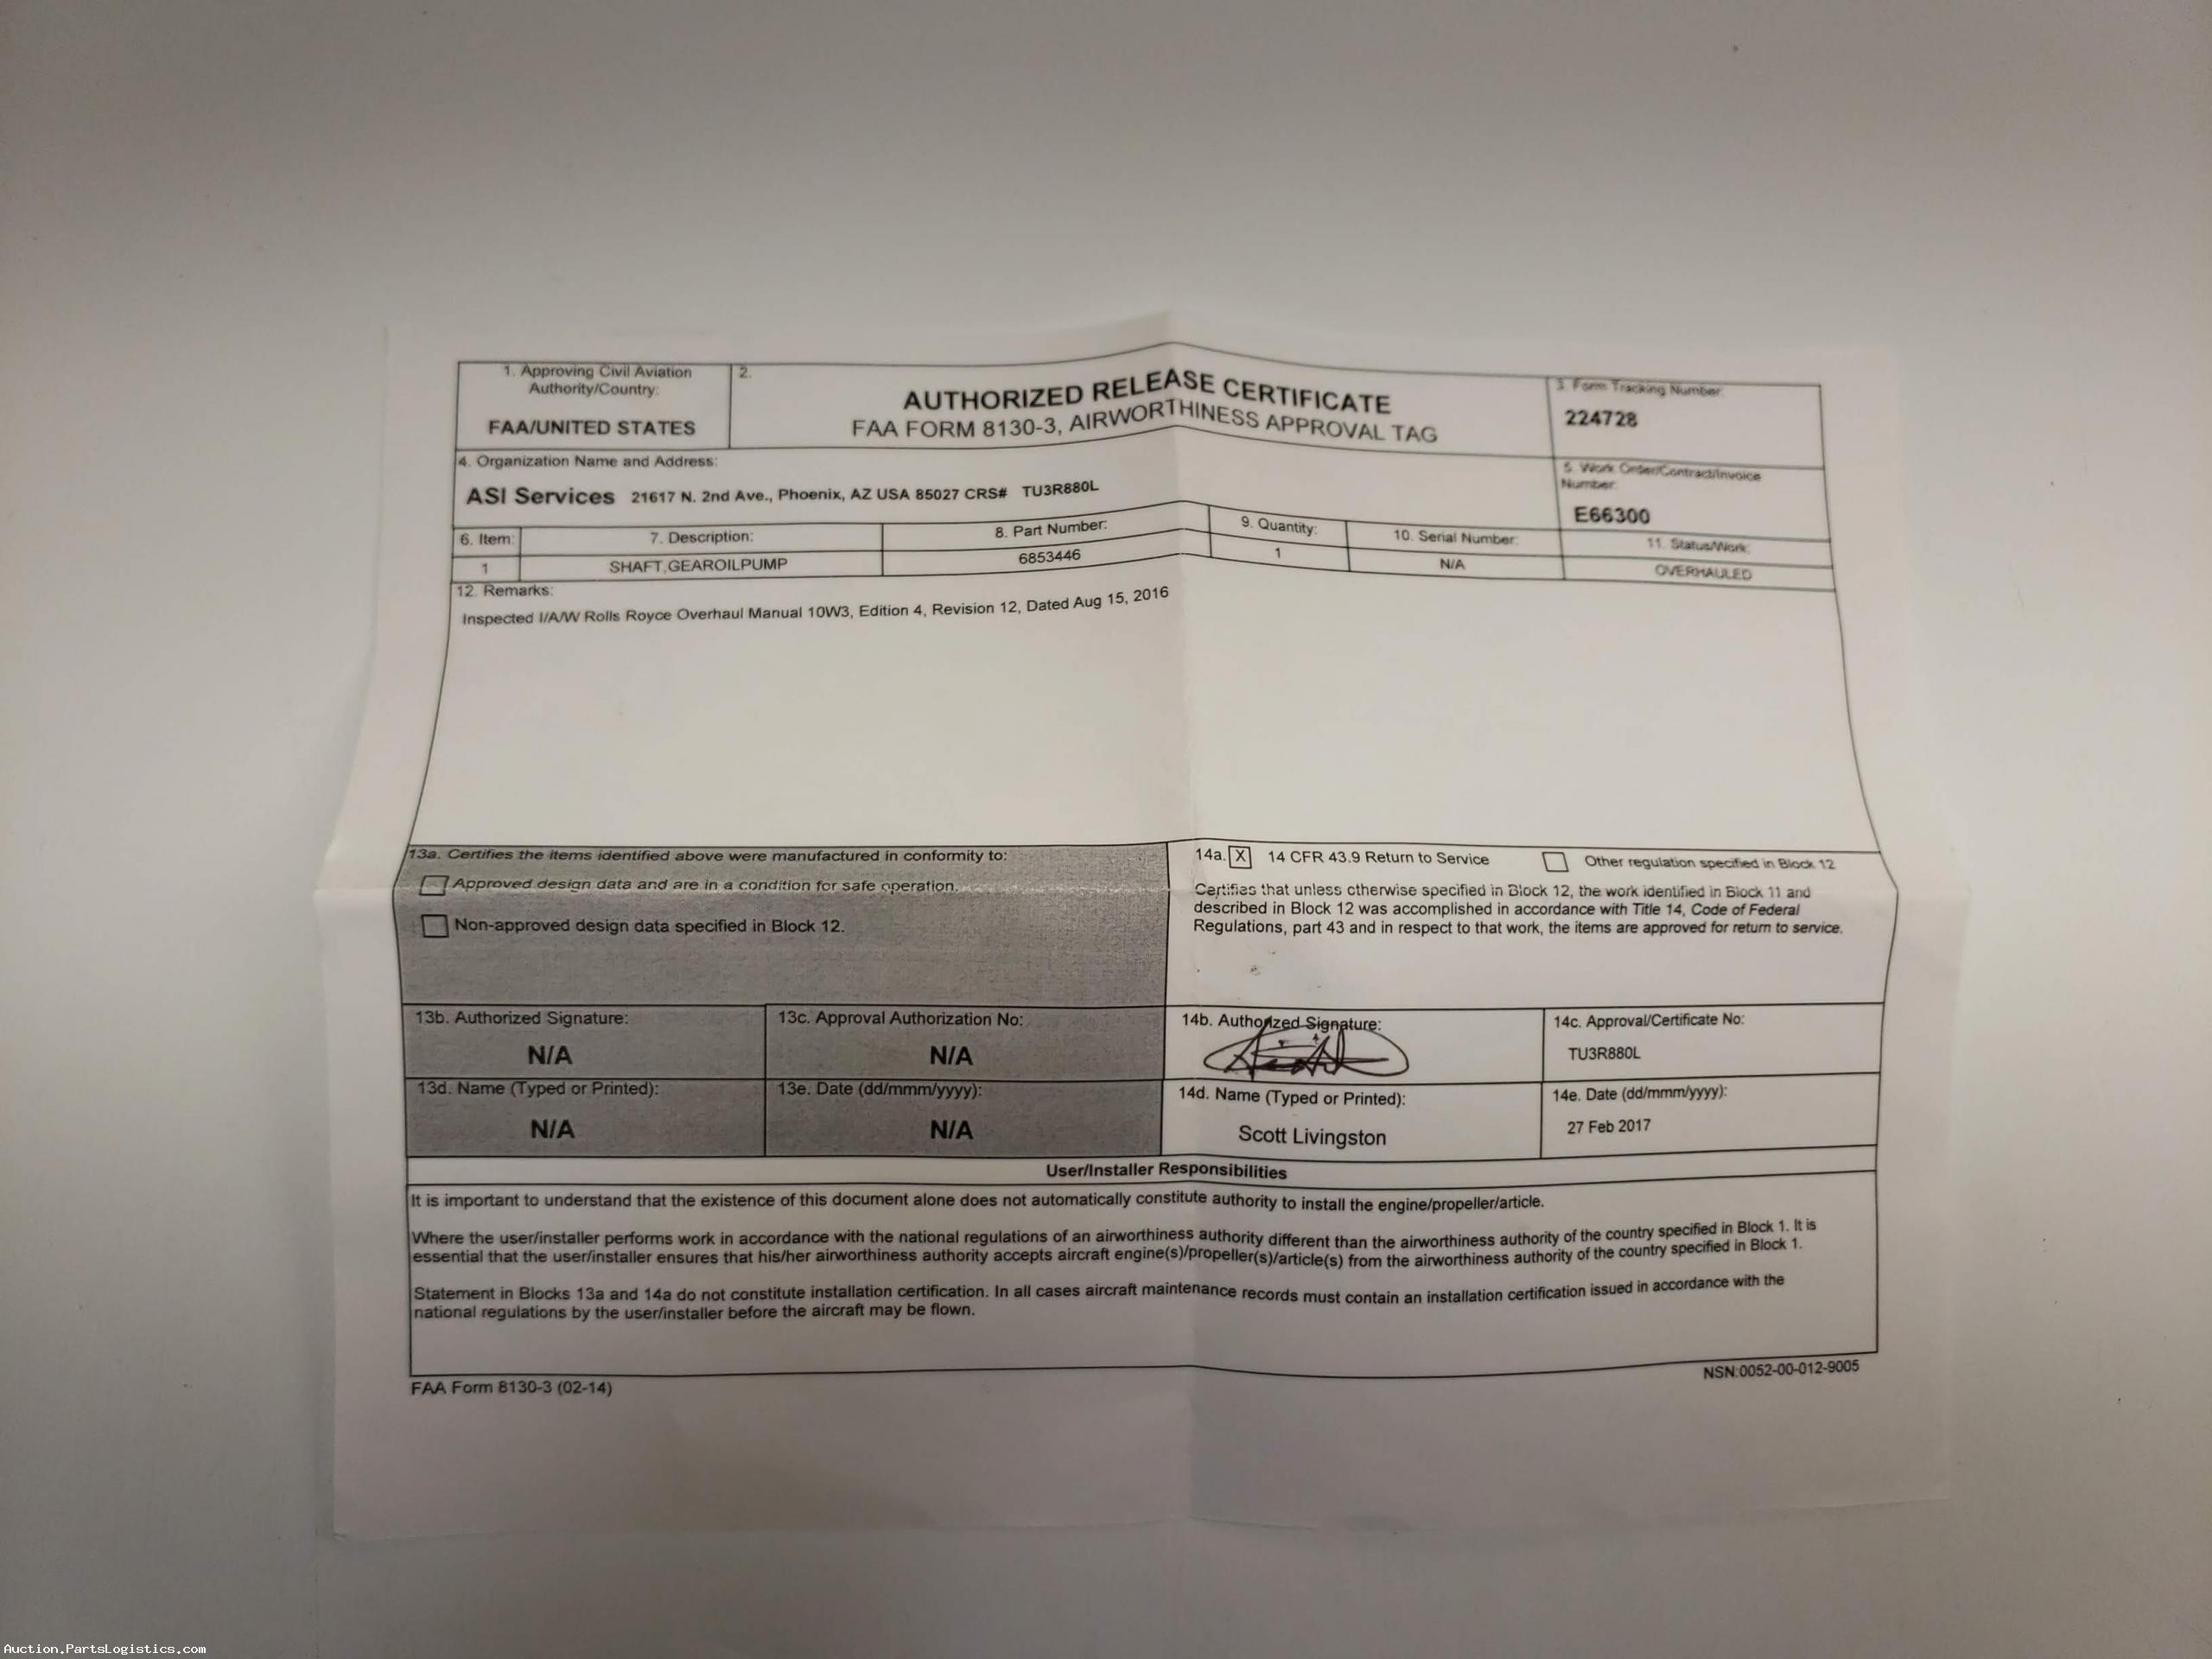 1. Approving Civil Aviation
Authority/Country:
FAA/UNITED STATES
2.
AUTHORIZED RELEASE CERTIFICATE
FAA FORM 8130-3, AIRWORTHINESS APPROVAL TAG
3. Form Tracking Number:
224728
4. Organization Name and Address:
ASI Services 21617 N. 2nd Ave., Phoenix, AZ USA 85027 CRS# TU3R880L
5. Work Order/Contract/Invoice
Number:
E66300
6. Item: 7. Description: 8. Part Number: 9. Quantity: 10. Serial Number: 11. Status/Work:
1 SHAFT,GEAROILPUMP 6853446 1 N/A OVERHAULED
12. Remarks:
Inspected I/A/W Rolls Royce Overhaul Manual 10W3, Edition 4, Revision 12, Dated Aug 15, 2016
13a. Certifies the items identified above were manufactured in conformity to:
Approved design data and are in a condition for safe operation.
Non-approved design data specified in Block 12.
14a. X 14 CFR 43.9 Return to Service Other regulation specified in Block 12
Certifies that unless otherwise specified in Block 12, the work identified in Block 11 and
described in Block 12 was accomplished in accordance with Title 14, Code of Federal
Regulations, part 43 and in respect to that work, the items are approved for return to service.
13b. Authorized Signature:
N/A
13c. Approval Authorization No:
N/A
14b. Authorized Signature:
14c. Approval/Certificate No:
TU3R880L
13d. Name (Typed or Printed):
N/A
13e. Date (dd/mmm/yyyy):
N/A
14d. Name (Typed or Printed):
Scott Livingston
14e. Date (dd/mmm/yyyy):
27 Feb 2017
User/Installer Responsibilities
It is important to understand that the existence of this document alone does not automatically constitute authority to install the engine/propeller/article.
Where the user/installer performs work in accordance with the national regulations of an airworthiness authority different than the airworthiness authority of the country specified in Block 1. It is
essential that the user/installer ensures that his/her airworthiness authority accepts aircraft engine(s)/propeller(s)/article(s) from the airworthiness authority of the country specified in Block 1.
Statement in Blocks 13a and 14a do not constitute installation certification. In all cases aircraft maintenance records must contain an installation certification issued in accordance with the
national regulations by the user/installer before the aircraft may be flown.
FAA Form 8130-3 (02-14)
NSN:0052-00-012-9005
Auction.PartsLogistics.com